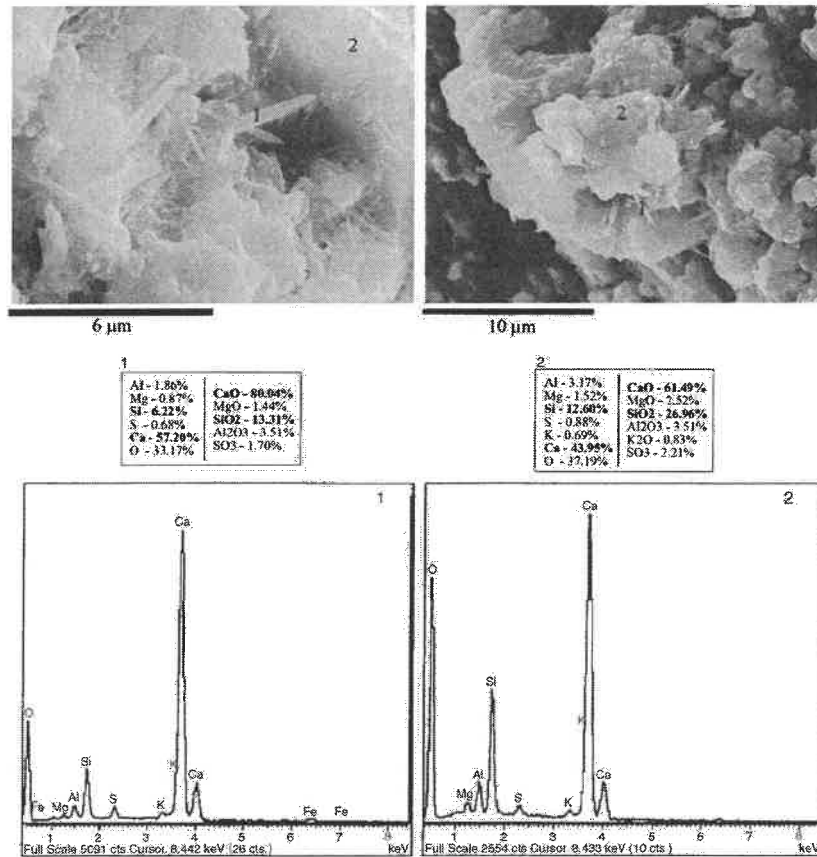 2
1
2
1
6 µm
10 µm
1
Al - 1.86%
Mg - 0.87%
Si - 6.22%
S - 0.68%
Ca - 57.20%
O - 33.17%
CaO - 80.04%
MgO - 1.44%
SiO2 - 13.31%
Al2O3 - 3.51%
SO3 - 1.70%
2
Al - 3.17%
Mg - 1.52%
Si - 12.60%
S - 0.88%
K - 0.69%
Ca - 43.95%
O - 37.19%
CaO - 61.49%
MgO - 2.52%
SiO2 - 26.96%
Al2O3 - 3.51%
K2O - 0.83%
SO3 - 2.21%
1
Ca
O
Si
K
Ca
Fe
Mg
Al
S
K
Fe
Fe
1 2 3 4 5 6 7 8
Full Scale 5091 cts Cursor: 8.442 keV (26 cts) keV
2
Ca
O
Si
K
Al
Mg
S
K
Ca
1 2 3 4 5 6 7 8
Full Scale 2554 cts Cursor: 8.433 keV (10 cts) keV